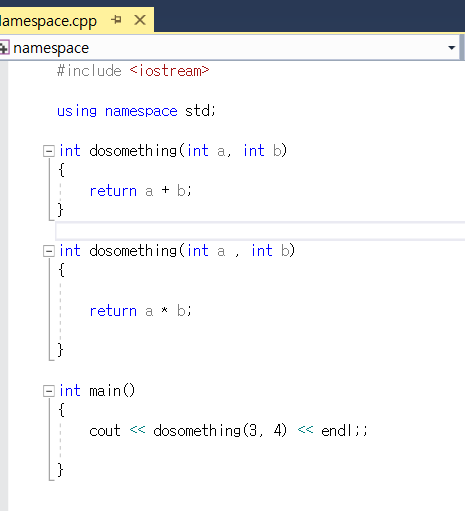 amespace.cpp
namespace
#include <iostream>
using namespace std;
int dosomething(int a, int b)
{
return a + b;
}
int dosomething(int a , int b)
{
return a * b;
}
int main()
{
cout << dosomething(3, 4) << endl;;
}